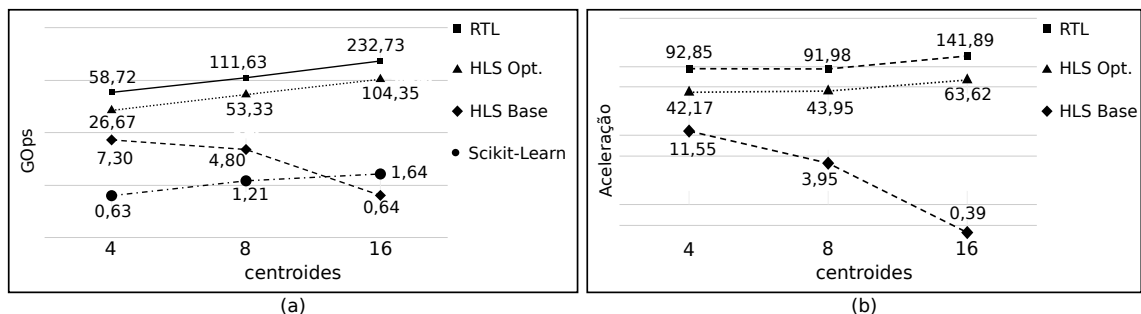 232,73
111,63
58,72
104,35
53,33
26,67
7,30
4,80
1,64
1,21
0,63
0,64
GOps
4 8 16
centroides
RTL
HLS Opt.
HLS Base
Scikit-Learn
(a)
141,89
92,85
91,98
63,62
42,17
43,95
11,55
3,95
0,39
Aceleração
4 8 16
centroides
RTL
HLS Opt.
HLS Base
(b)